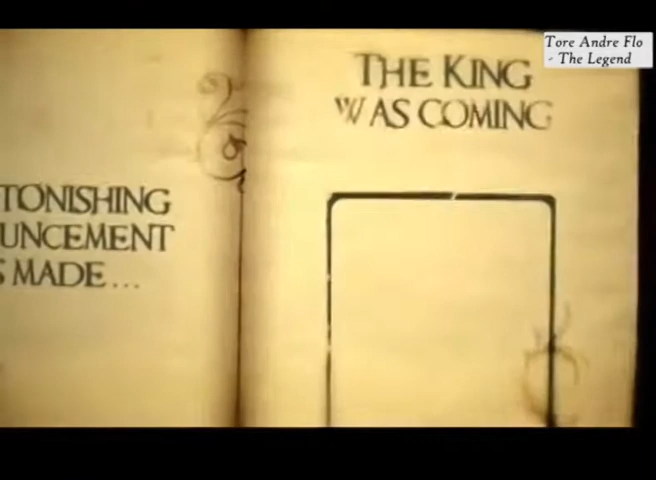 TONISHING
UNCEMENT
S MADE...
THE KING
WAS COMING
Tore Andre Flo
- The Legend